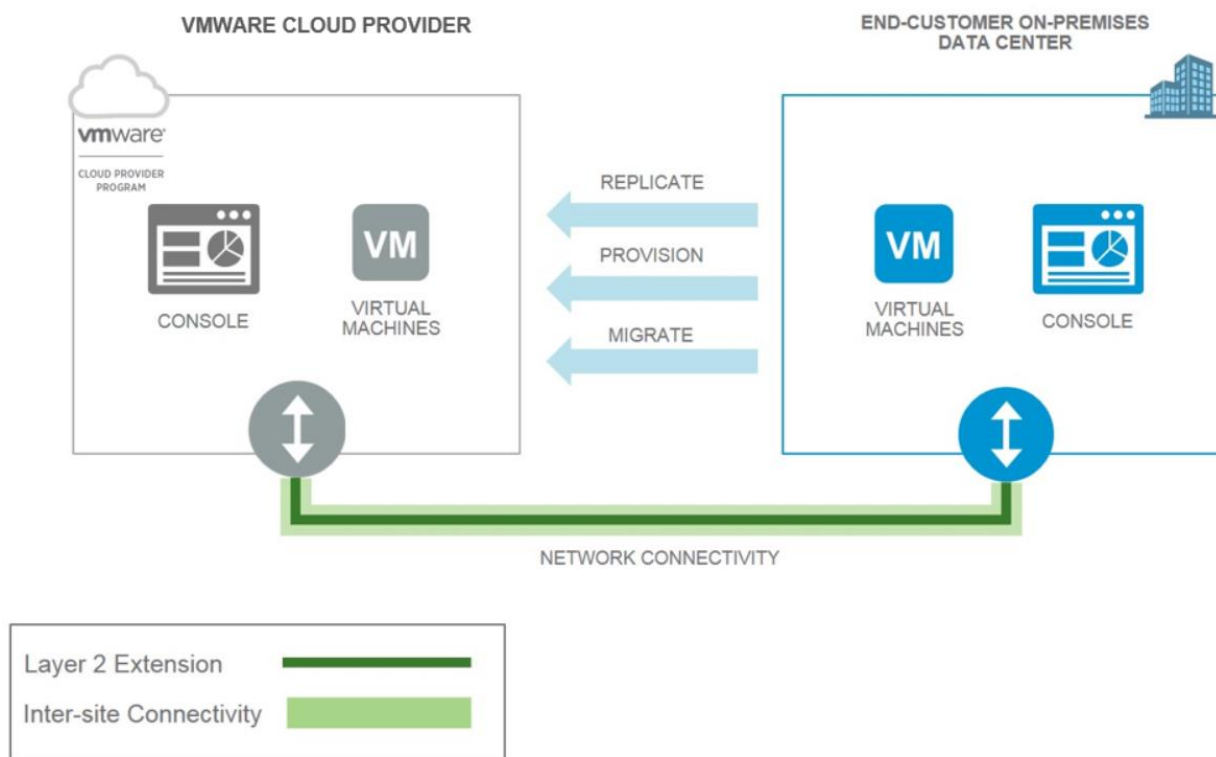 VMWARE CLOUD PROVIDER
END-CUSTOMER ON-PREMISES
DATA CENTER
vmware
CLOUD PROVIDER
PROGRAM
REPLICATE
PROVISION
MIGRATE
VM
CONSOLE
VIRTUAL
MACHINES
VM
VIRTUAL
MACHINES
CONSOLE
NETWORK CONNECTIVITY
Layer 2 Extension
Inter-site Connectivity